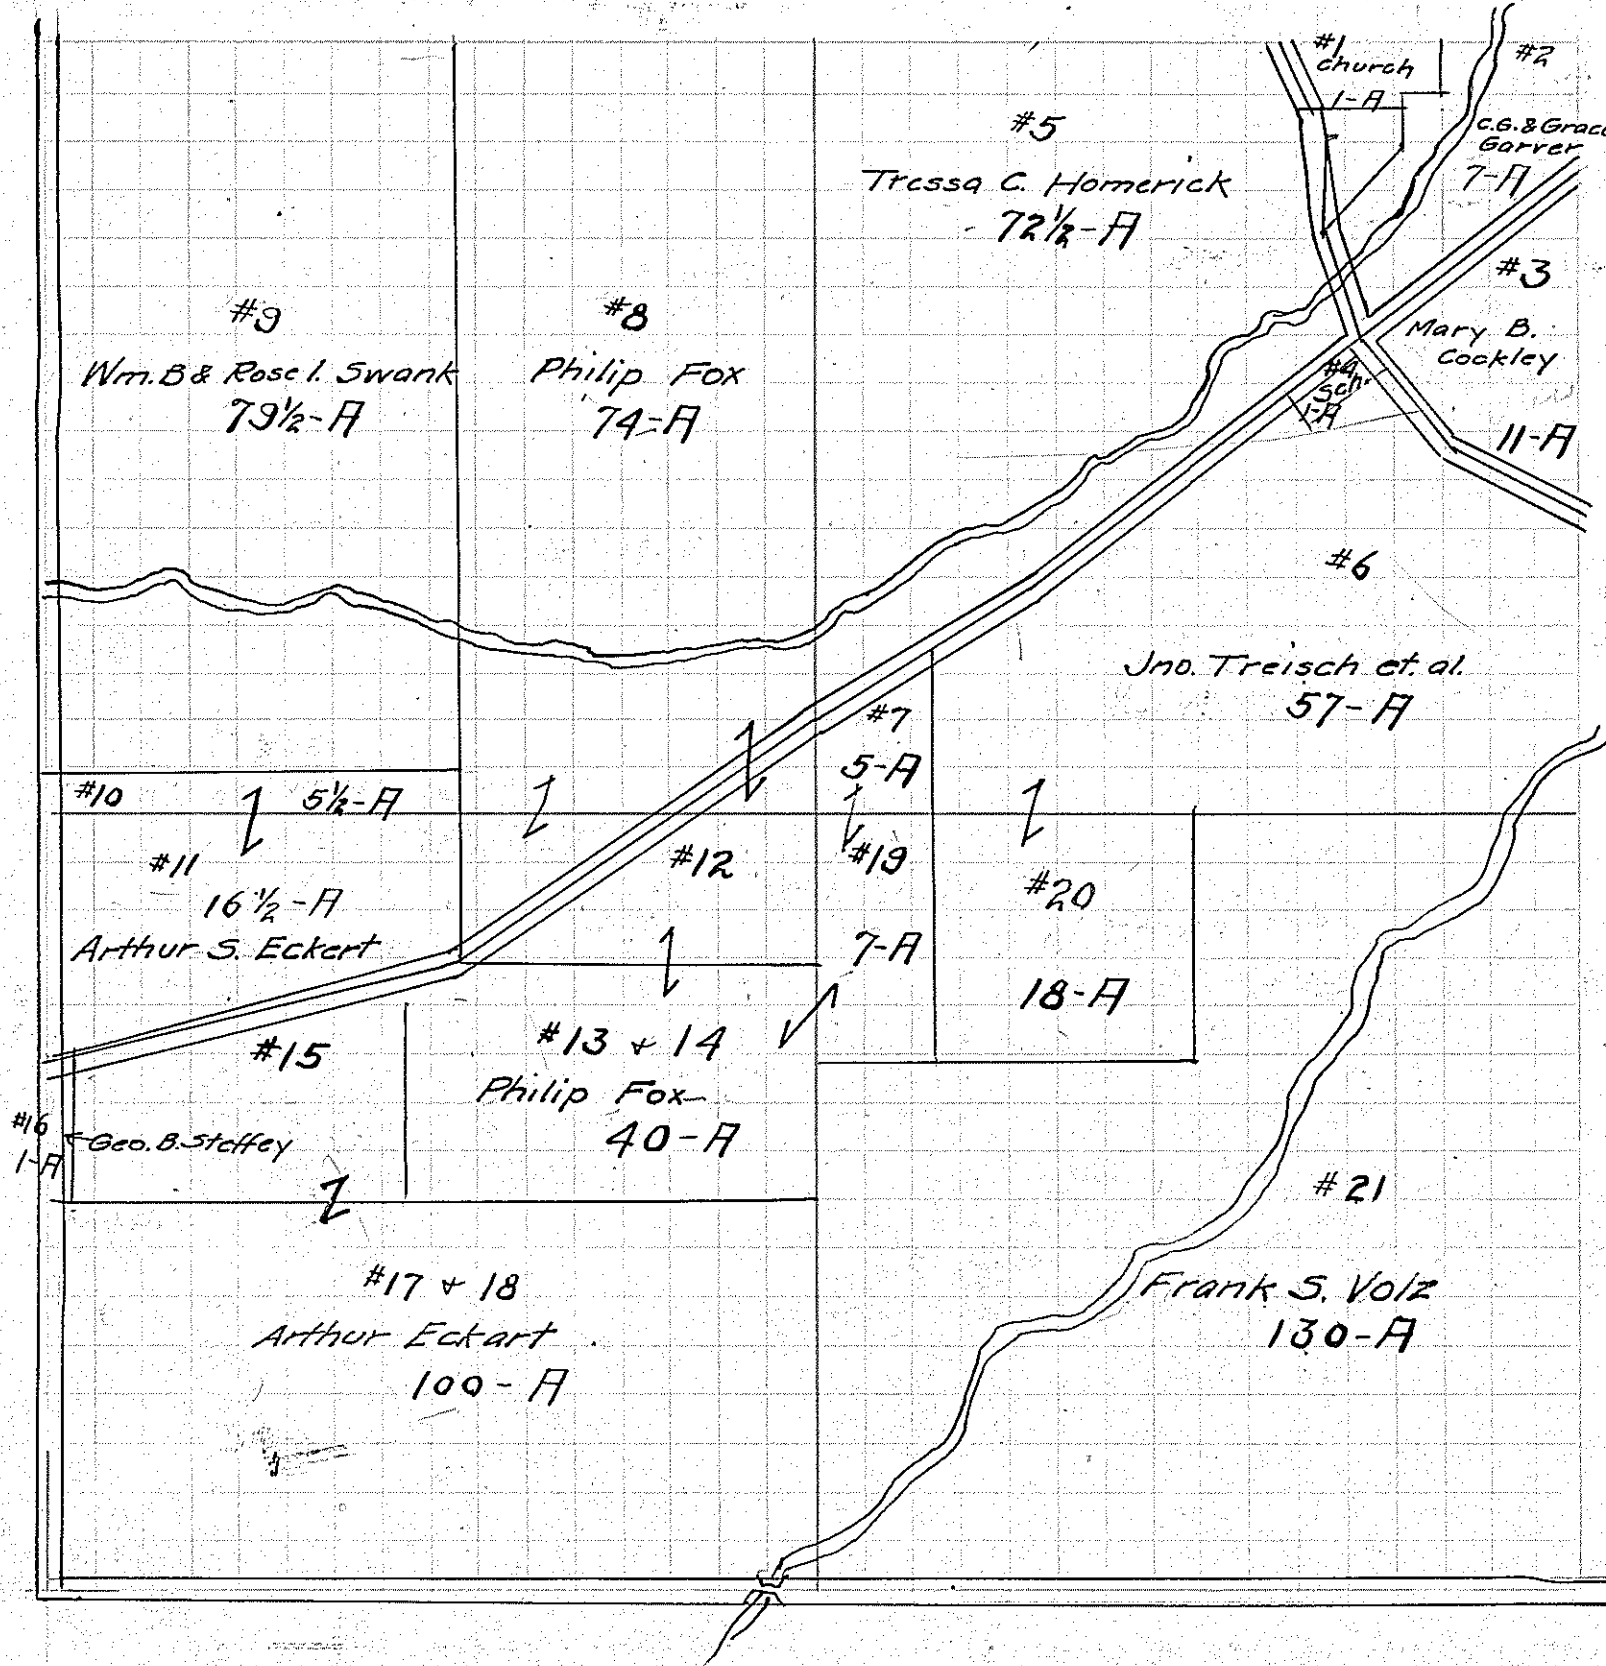 #1
church
1-A
#2
C.G. & Grace
Garver
7-A
#5
Tressa C. Homerick
72½-A
#3
Mary B.
Cockley
11-A
#4
Sch.
1-A
#9
Wm. B & Rose I. Swank
79½-A
#8
Philip Fox
74-A
#6
Jno. Treisch et. al.
57-A
#7
5-A
#10
5½-A
#11
16½-A
Arthur S. Eckert
#12
#19
7-A
#20
18-A
#15
#13 & 14
Philip Fox
40-A
#16
1-A
Geo. B. Steffey
#17 & 18
Arthur Eckart
100-A
#21
Frank S. Volz
130-A